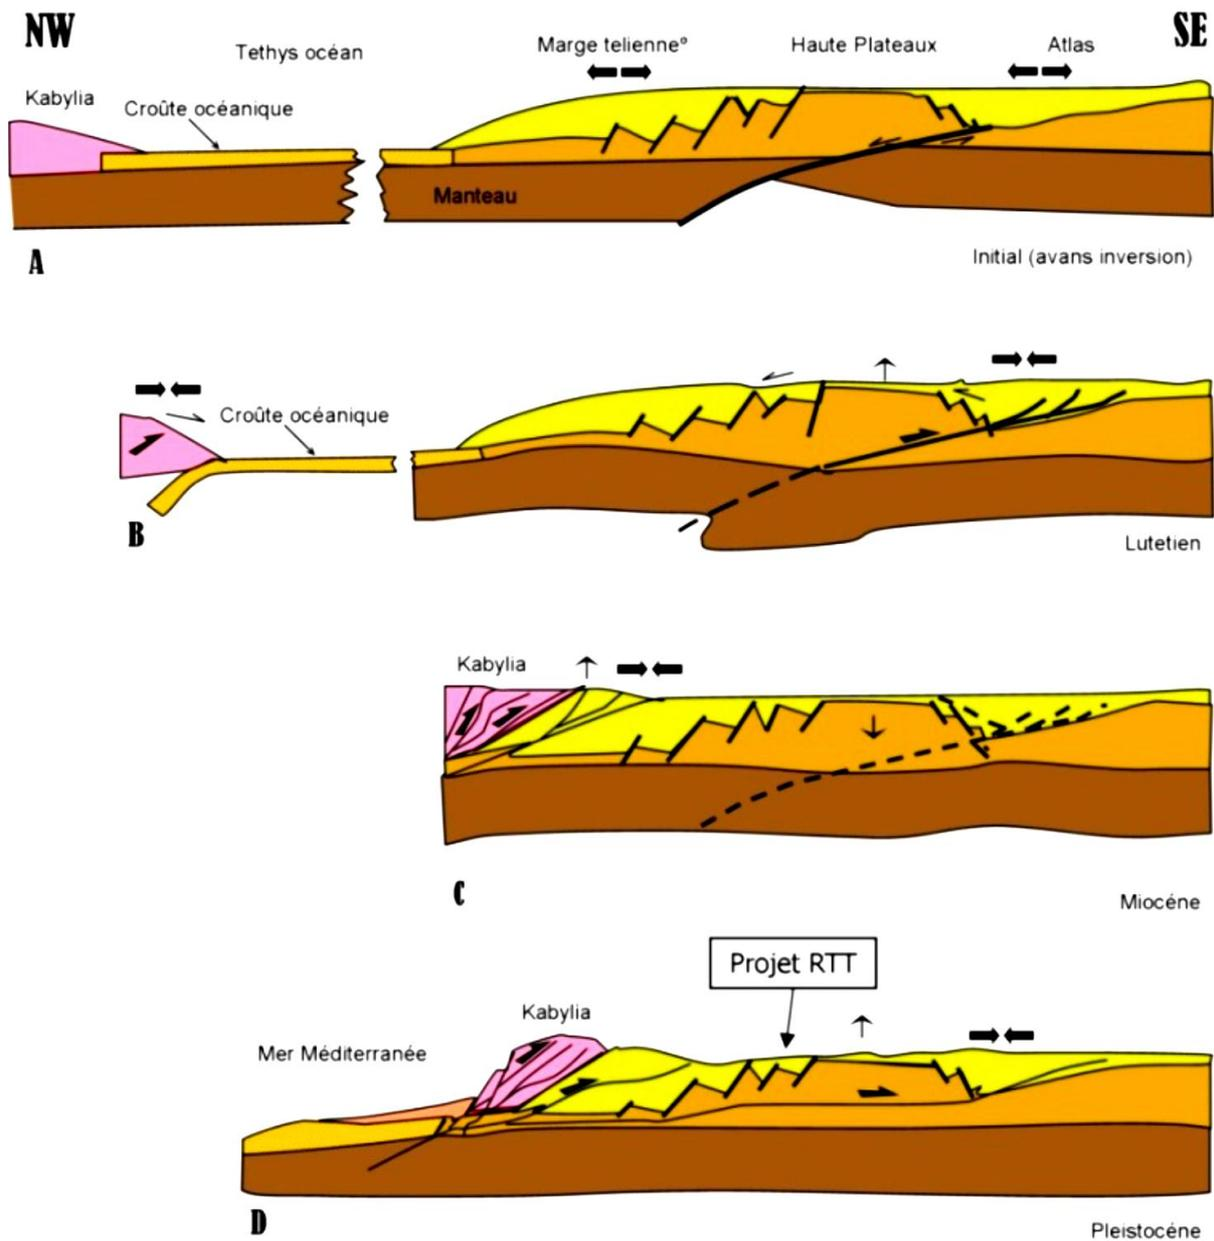 NW
SE
Tethys océan
Marge telienne°
Haute Plateaux
Atlas
Kabylia
Croûte océanique
Manteau
A
Initial (avans inversion)
Croûte océanique
B
Lutetien
Kabylia
C
Miocéne
Projet RTT
Kabylia
Mer Méditerranée
D
Pleistocéne